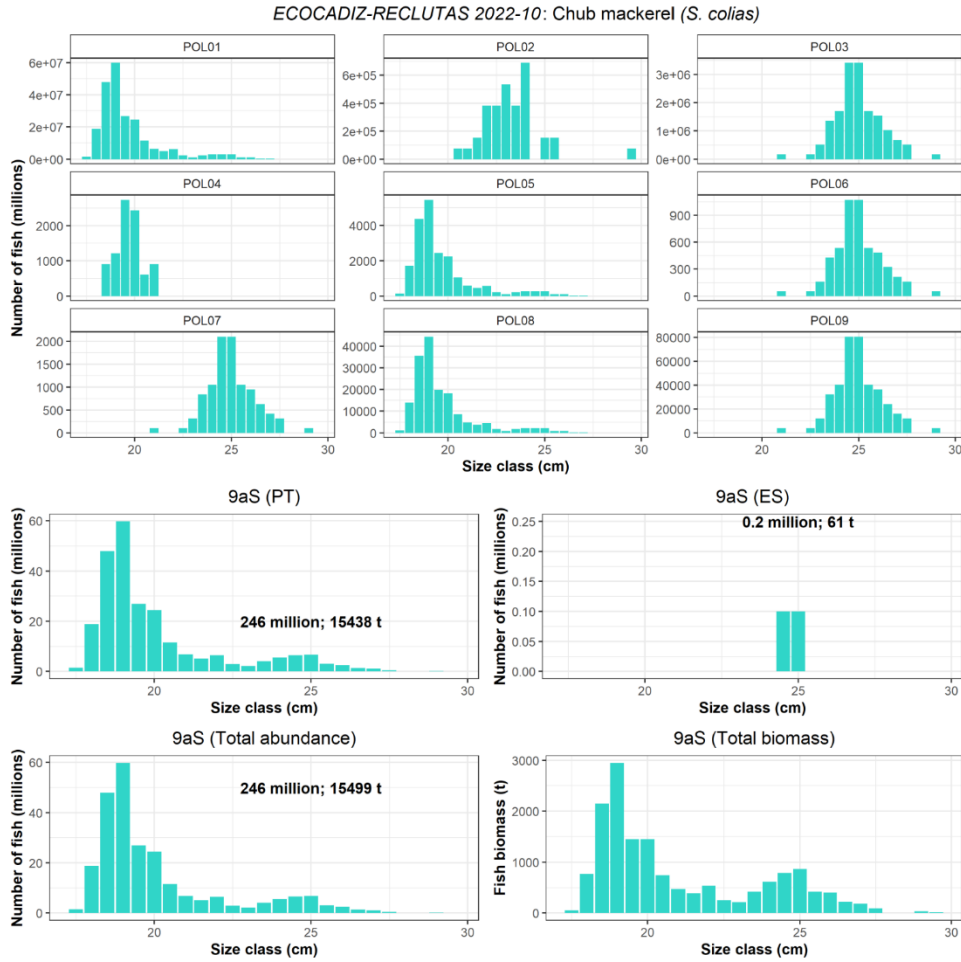 ECOCADIZ-RECLUTAS 2022-10: Chub mackerel (S. colias)
POL01
POL02
POL03
6e+07
4e+07
2e+07
0e+00
6e+05
4e+05
2e+05
0e+00
3e+06
2e+06
1e+06
0e+00
POL04
POL05
POL06
2000
1000
0
4000
2000
0
900
600
300
0
POL07
POL08
POL09
2000
1500
1000
500
0
40000
30000
20000
10000
0
80000
60000
40000
20000
0
Number of fish (millions)
20 25 30
20 25 30
20 25 30
Size class (cm)
9aS (PT)
Number of fish (millions)
60
40
20
0
246 million; 15438 t
20 25 30
Size class (cm)
9aS (ES)
Number of fish (millions)
0.25
0.20
0.15
0.10
0.05
0.00
0.2 million; 61 t
20 25 30
Size class (cm)
9aS (Total abundance)
Number of fish (millions)
60
40
20
0
246 million; 15499 t
20 25 30
Size class (cm)
9aS (Total biomass)
Fish biomass (t)
3000
2000
1000
0
20 25 30
Size class (cm)